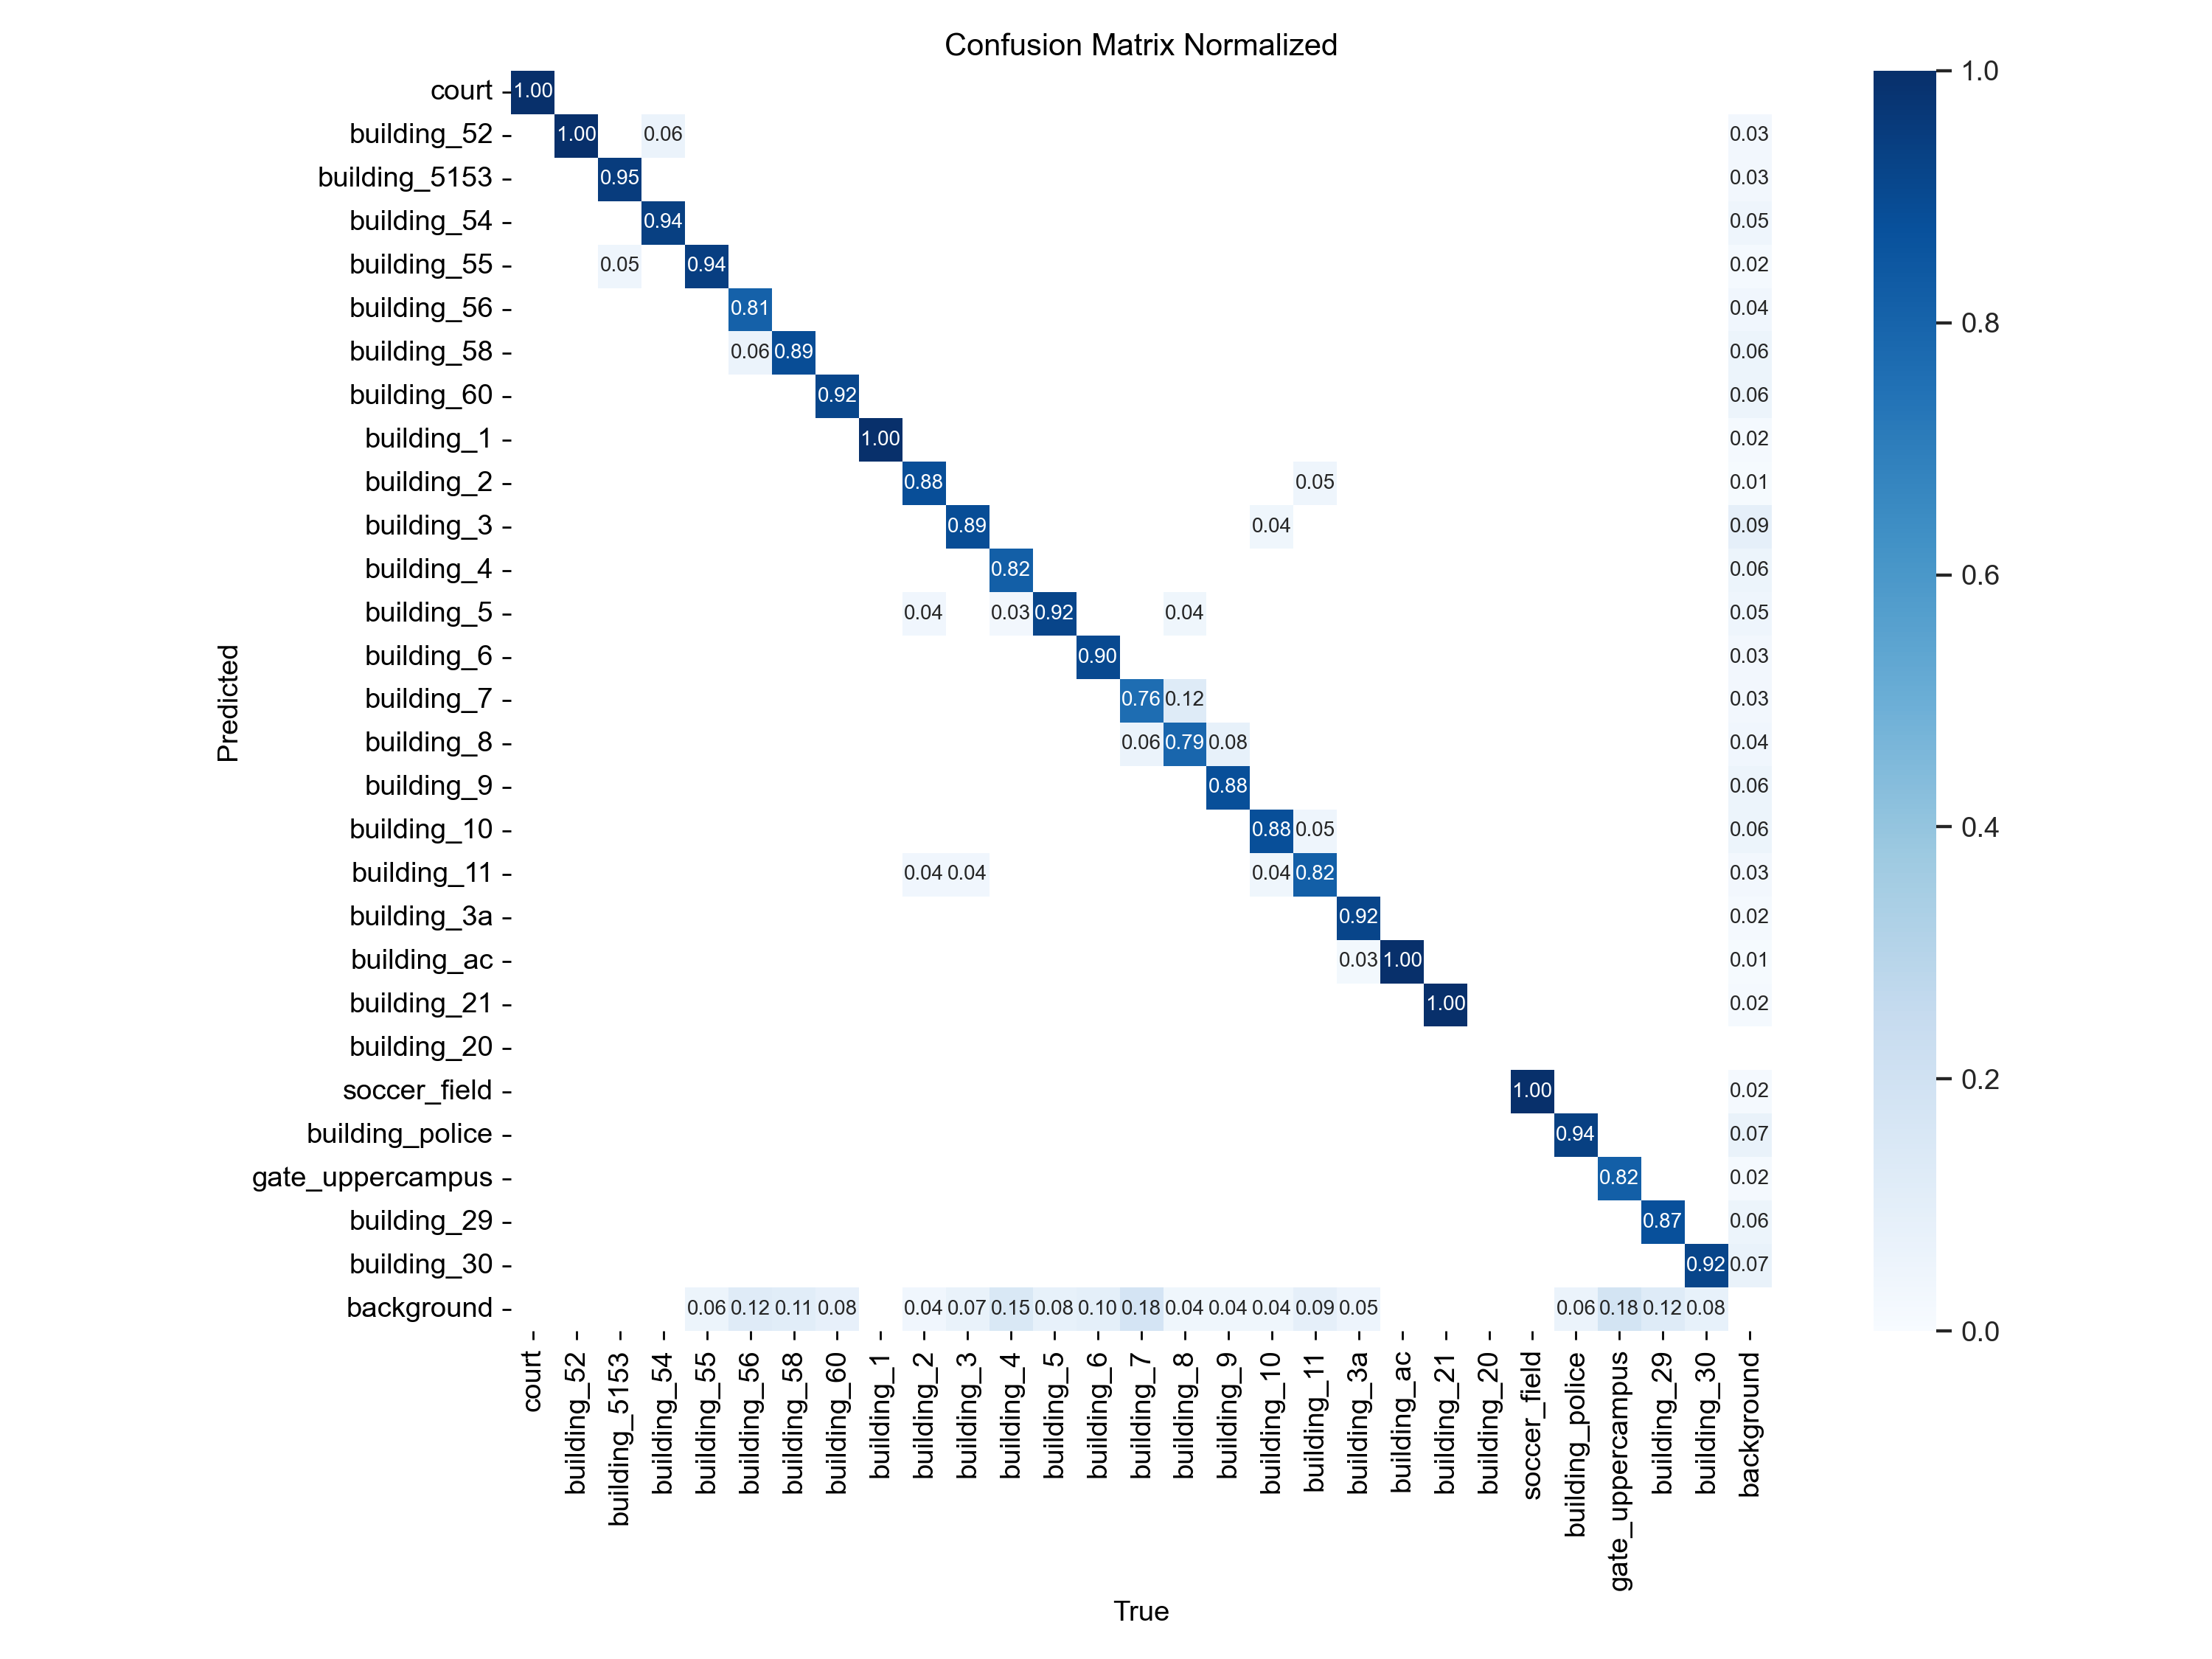 Confusion Matrix Normalized
court 1.00
building_52 1.00 0.06 0.03
building_5153 0.95 0.03
building_54 0.94 0.05
building_55 0.05 0.94 0.02
building_56 0.81 0.04
building_58 0.06 0.89 0.06
building_60 0.92 0.06
building_1 1.00 0.02
building_2 0.88 0.05 0.01
building_3 0.89 0.04 0.09
building_4 0.82 0.06
building_5 0.04 0.03 0.92 0.04 0.05
building_6 0.90 0.03
building_7 0.76 0.12 0.03
building_8 0.06 0.79 0.08 0.04
building_9 0.88 0.06
building_10 0.88 0.05 0.06
building_11 0.04 0.04 0.04 0.82 0.03
building_3a 0.92 0.02
building_ac 0.03 1.00 0.01
building_21 1.00 0.02
building_20
soccer_field 1.00 0.02
building_police 0.94 0.07
gate_uppercampus 0.82 0.02
building_29 0.87 0.06
building_30 0.92 0.07
background 0.06 0.12 0.11 0.08 0.04 0.07 0.15 0.08 0.10 0.18 0.04 0.04 0.04 0.09 0.05 0.06 0.18 0.12 0.08
Predicted
court
building_52
building_5153
building_54
building_55
building_56
building_58
building_60
building_1
building_2
building_3
building_4
building_5
building_6
building_7
building_8
building_9
building_10
building_11
building_3a
building_ac
building_21
building_20
soccer_field
building_police
gate_uppercampus
building_29
building_30
background
True
1.0
0.8
0.6
0.4
0.2
0.0